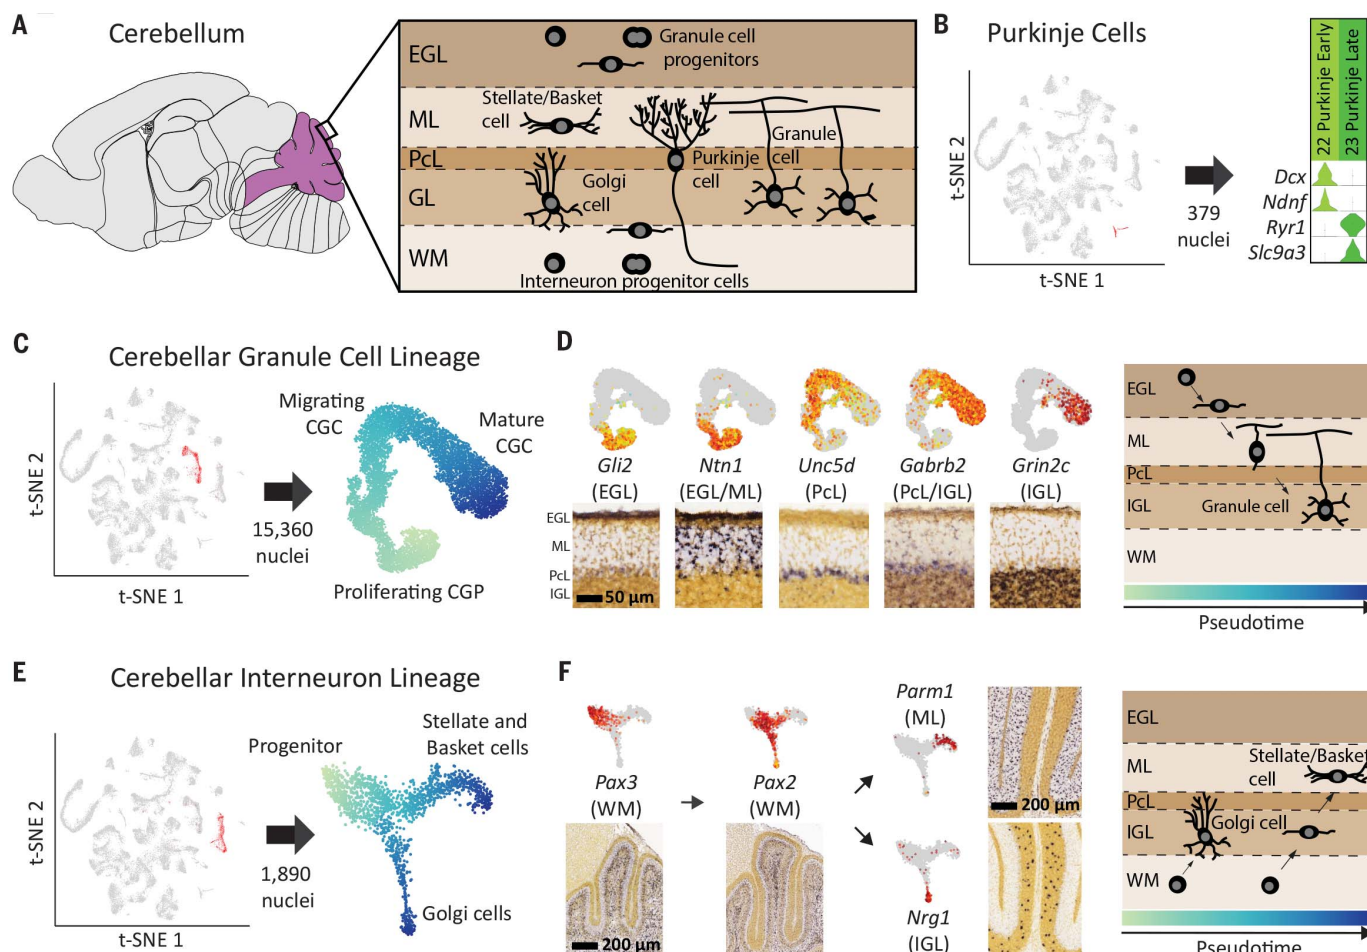 A
Cerebellum
EGL
Granule cell
progenitors
ML
Stellate/Basket
cell
Granule
cell
PcL
Purkinje
cell
GL
Golgi
cell
WM
Interneuron progenitor cells
B
Purkinje Cells
t-SNE 2
t-SNE 1
379
nuclei
22 Purkinje Early
23 Purkinje Late
Dcx
Ndnf
Ryr1
Slc9a3
C
Cerebellar Granule Cell Lineage
t-SNE 2
t-SNE 1
15,360
nuclei
Migrating
CGC
Mature
CGC
Proliferating CGP
D
Gli2
(EGL)
Ntn1
(EGL/ML)
Unc5d
(PcL)
Gabrb2
(PcL/IGL)
Grin2c
(IGL)
EGL
ML
PcL
IGL
50 µm
EGL
ML
PcL
IGL
Granule cell
WM
Pseudotime
E
Cerebellar Interneuron Lineage
t-SNE 2
t-SNE 1
1,890
nuclei
Progenitor
Stellate and
Basket cells
Golgi cells
F
Pax3
(WM)
200 µm
Pax2
(WM)
Parm1
(ML)
200 µm
Nrg1
(IGL)
EGL
ML
Stellate/Basket
cell
PcL
IGL
Golgi cell
WM
Pseudotime